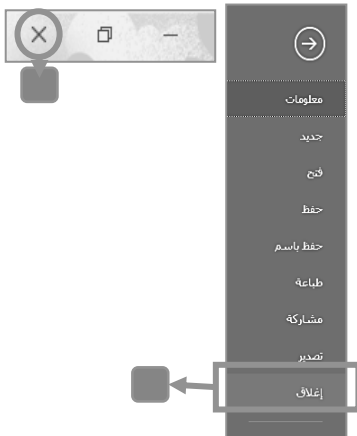 معلومات
جديد
فتح
حفظ
حفظ باسم
طباعة
مشاركة
تصدير
إغلاق